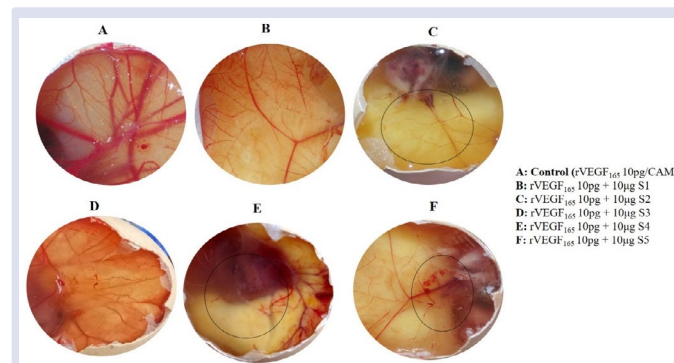 A
B
C
D
E
F
A: Control (rVEGF₁₆₅ 10pg/CAM
B: rVEGF₁₆₅ 10pg + 10μg S1
C: rVEGF₁₆₅ 10pg + 10μg S2
D: rVEGF₁₆₅ 10pg + 10μg S3
E: rVEGF₁₆₅ 10pg + 10μg S4
F: rVEGF₁₆₅ 10pg + 10μg S5